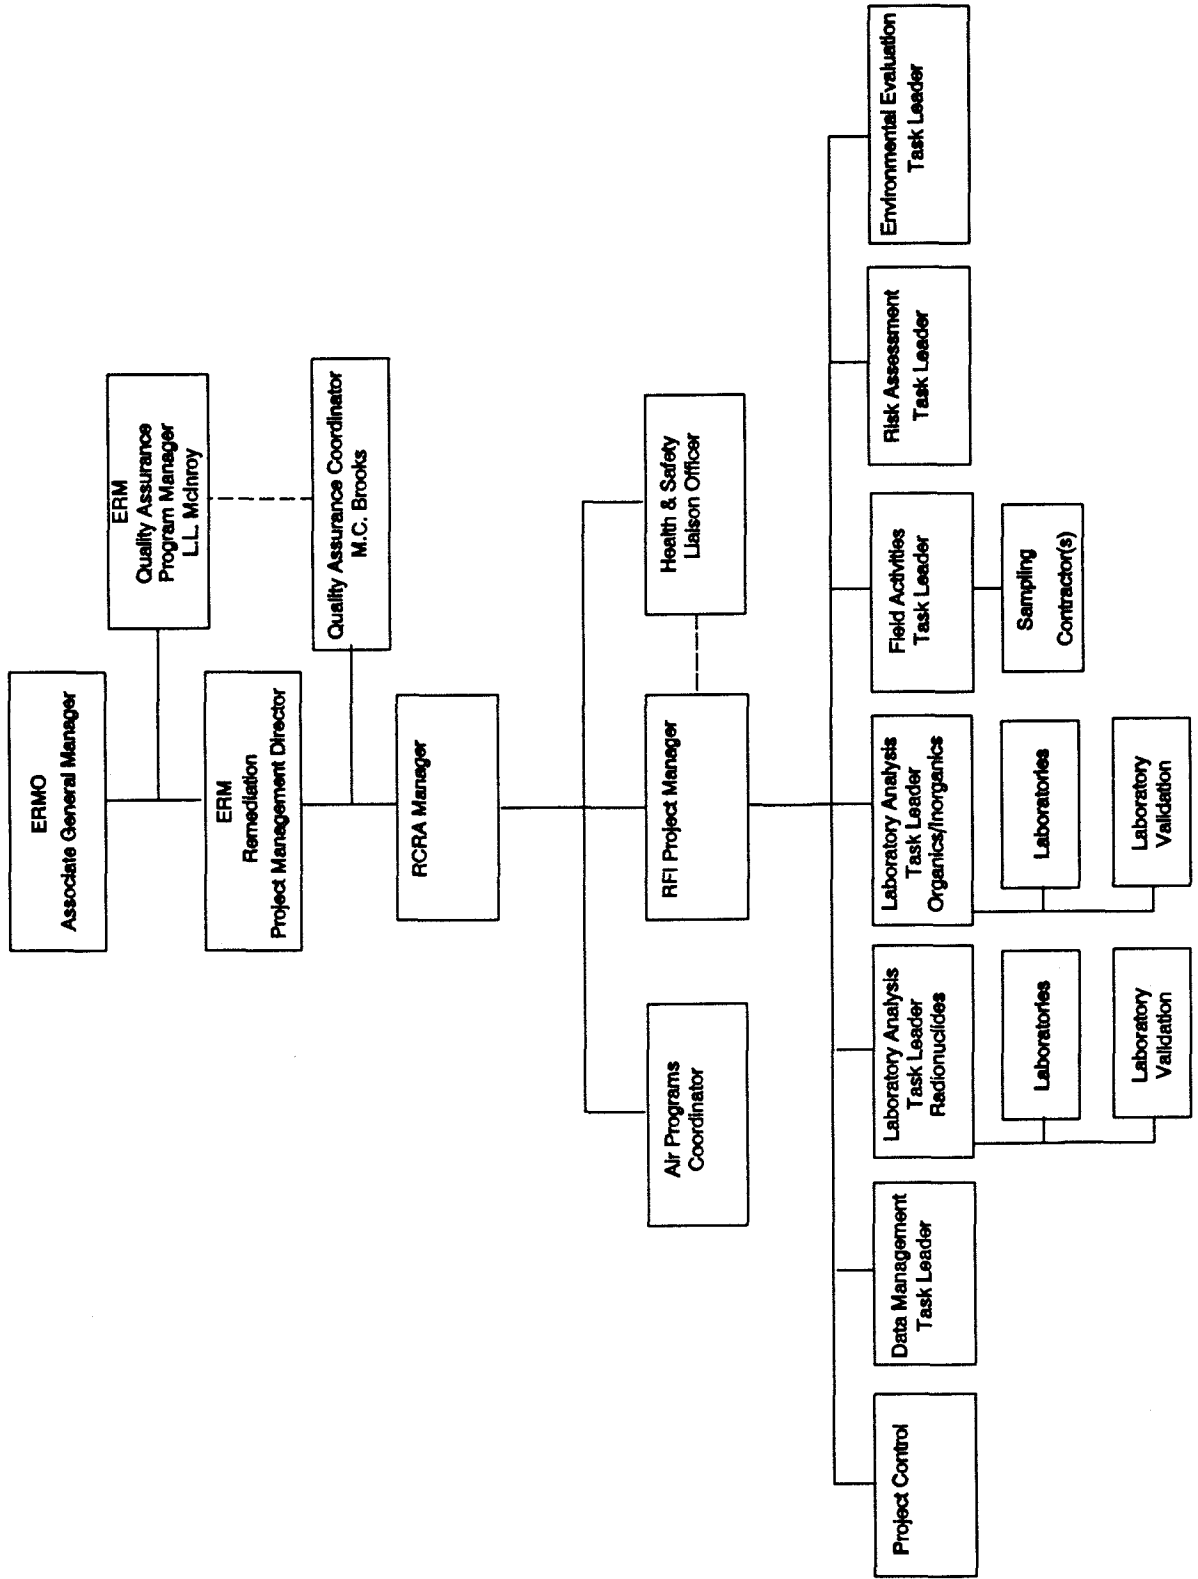 ERMO
Associate General Manager
ERM
Quality Assurance
Program Manager
L.L. McInroy
ERM
Remediation
Project Management Director
Quality Assurance Coordinator
M.C. Brooks
RCRA Manager
Air Programs
Coordinator
RFI Project Manager
Health & Safety
Liaison Officer
Project Control
Data Management
Task Leader
Laboratory Analysis
Task Leader
Radionuclides
Laboratories
Laboratory
Validation
Laboratory Analysis
Task Leader
Organics/Inorganics
Laboratories
Laboratory
Validation
Field Activities
Task Leader
Sampling
Contractor(s)
Risk Assessment
Task Leader
Environmental Evaluation
Task Leader